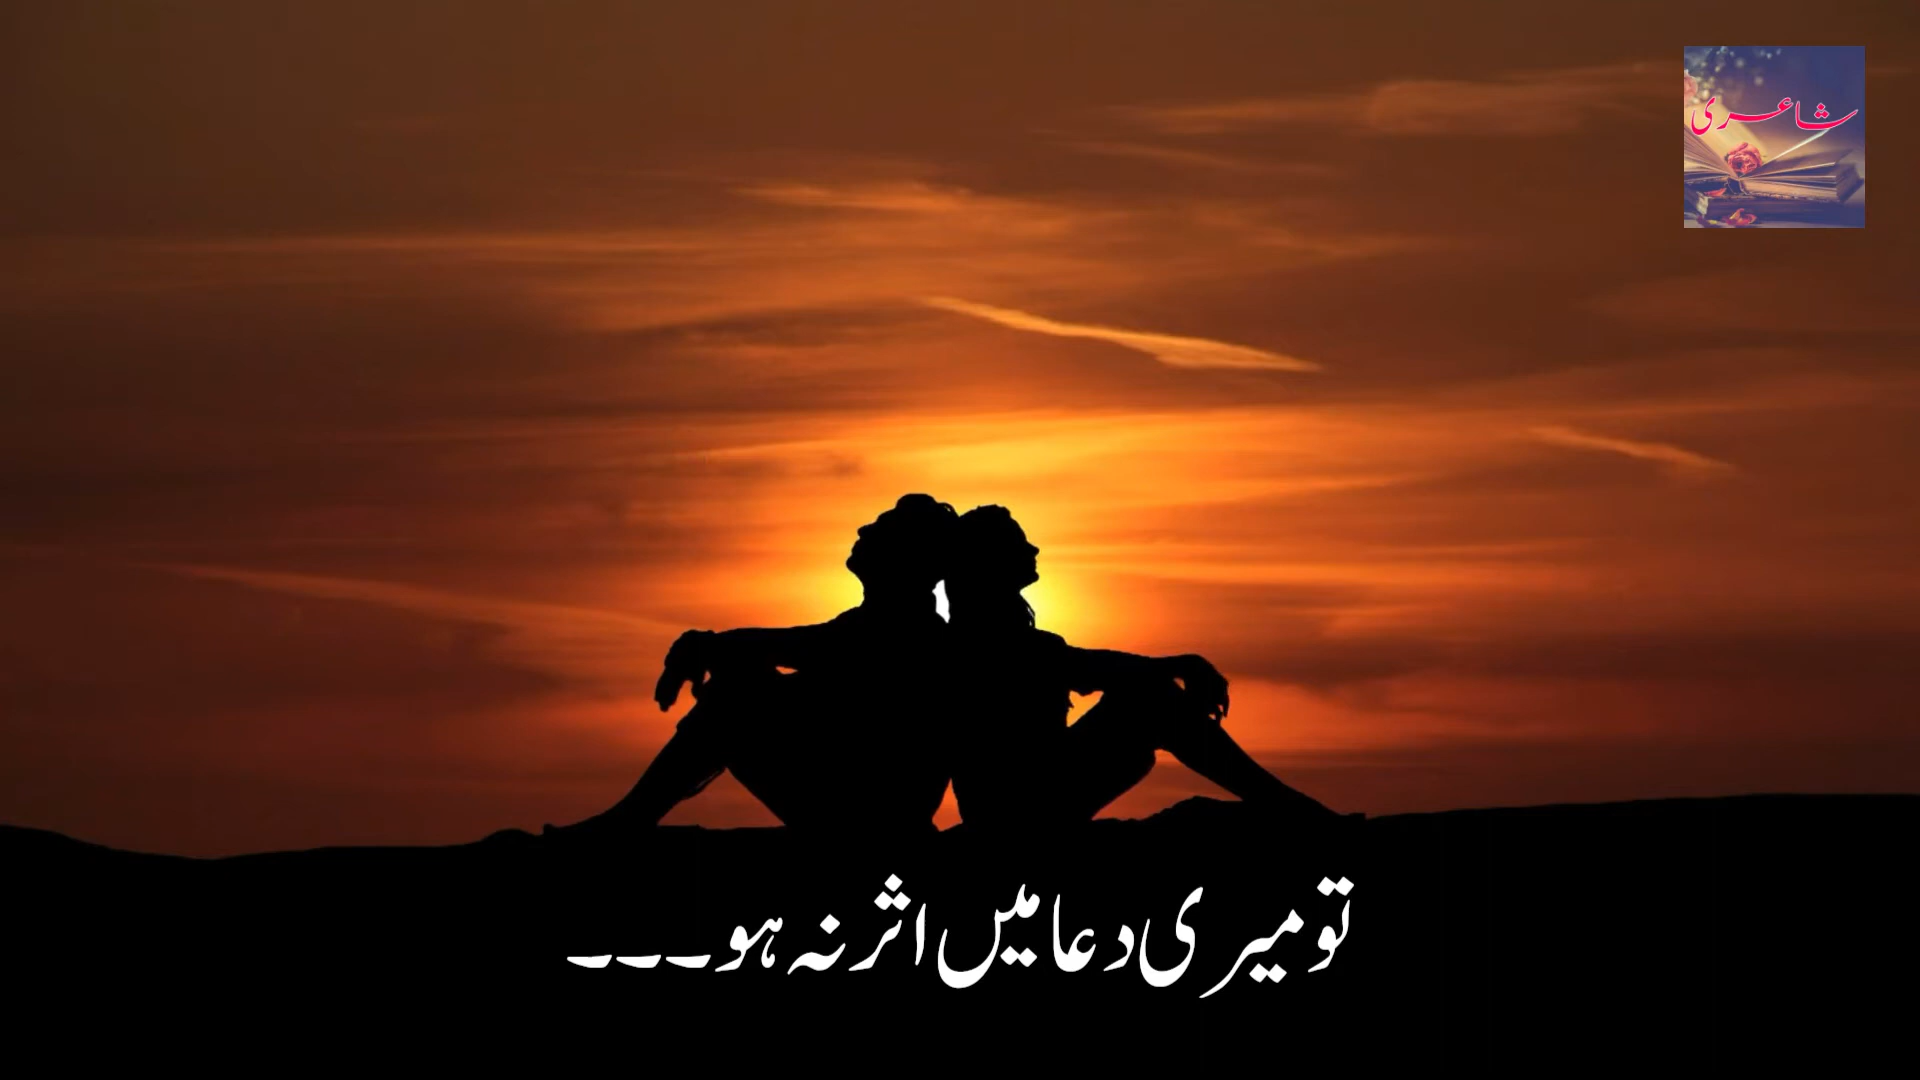 شاعری
تو میری دعا میں اثر نہ ہو۔۔۔